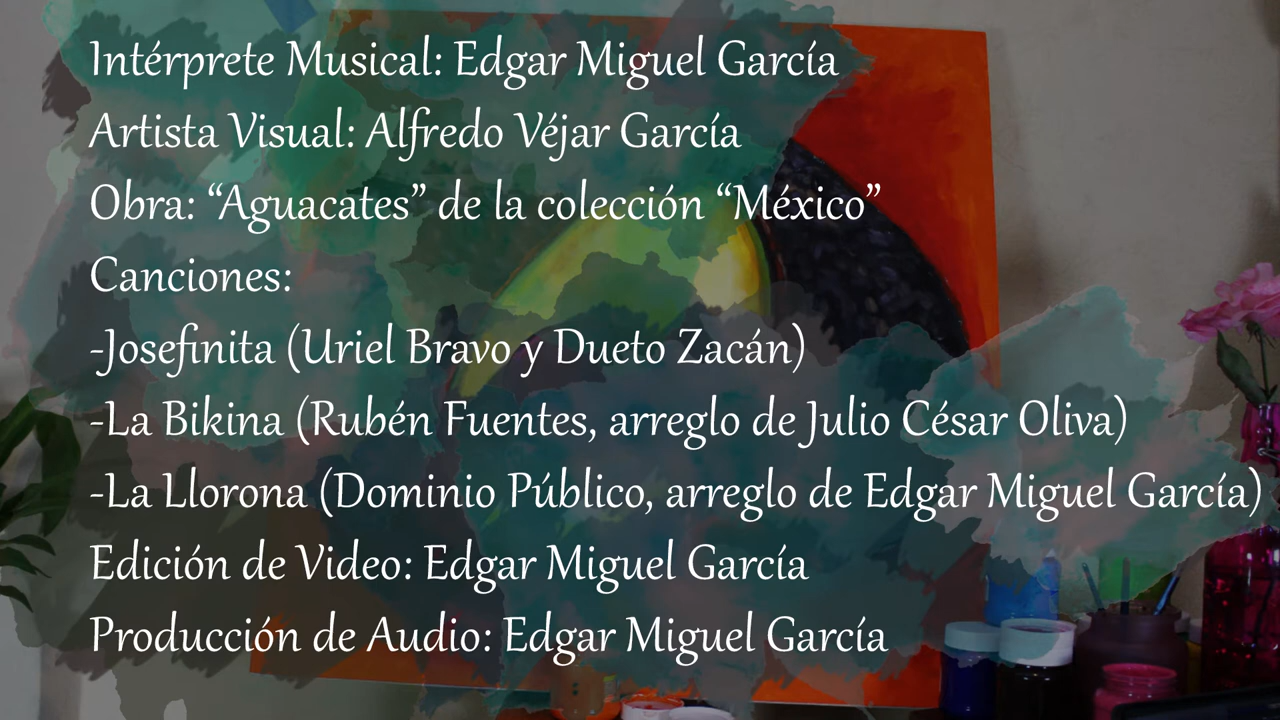 Intérprete Musical: Edgar Miguel García
Artista Visual: Alfredo Véjar García
Obra: “Aguacates” de la colección “México”
Canciones:
-Josefinita (Uriel Bravo y Dueto Zacán)
-La Bikina (Rubén Fuentes, arreglo de Julio César Oliva)
-La Llorona (Dominio Público, arreglo de Edgar Miguel García)
Edición de Video: Edgar Miguel García
Producción de Audio: Edgar Miguel García